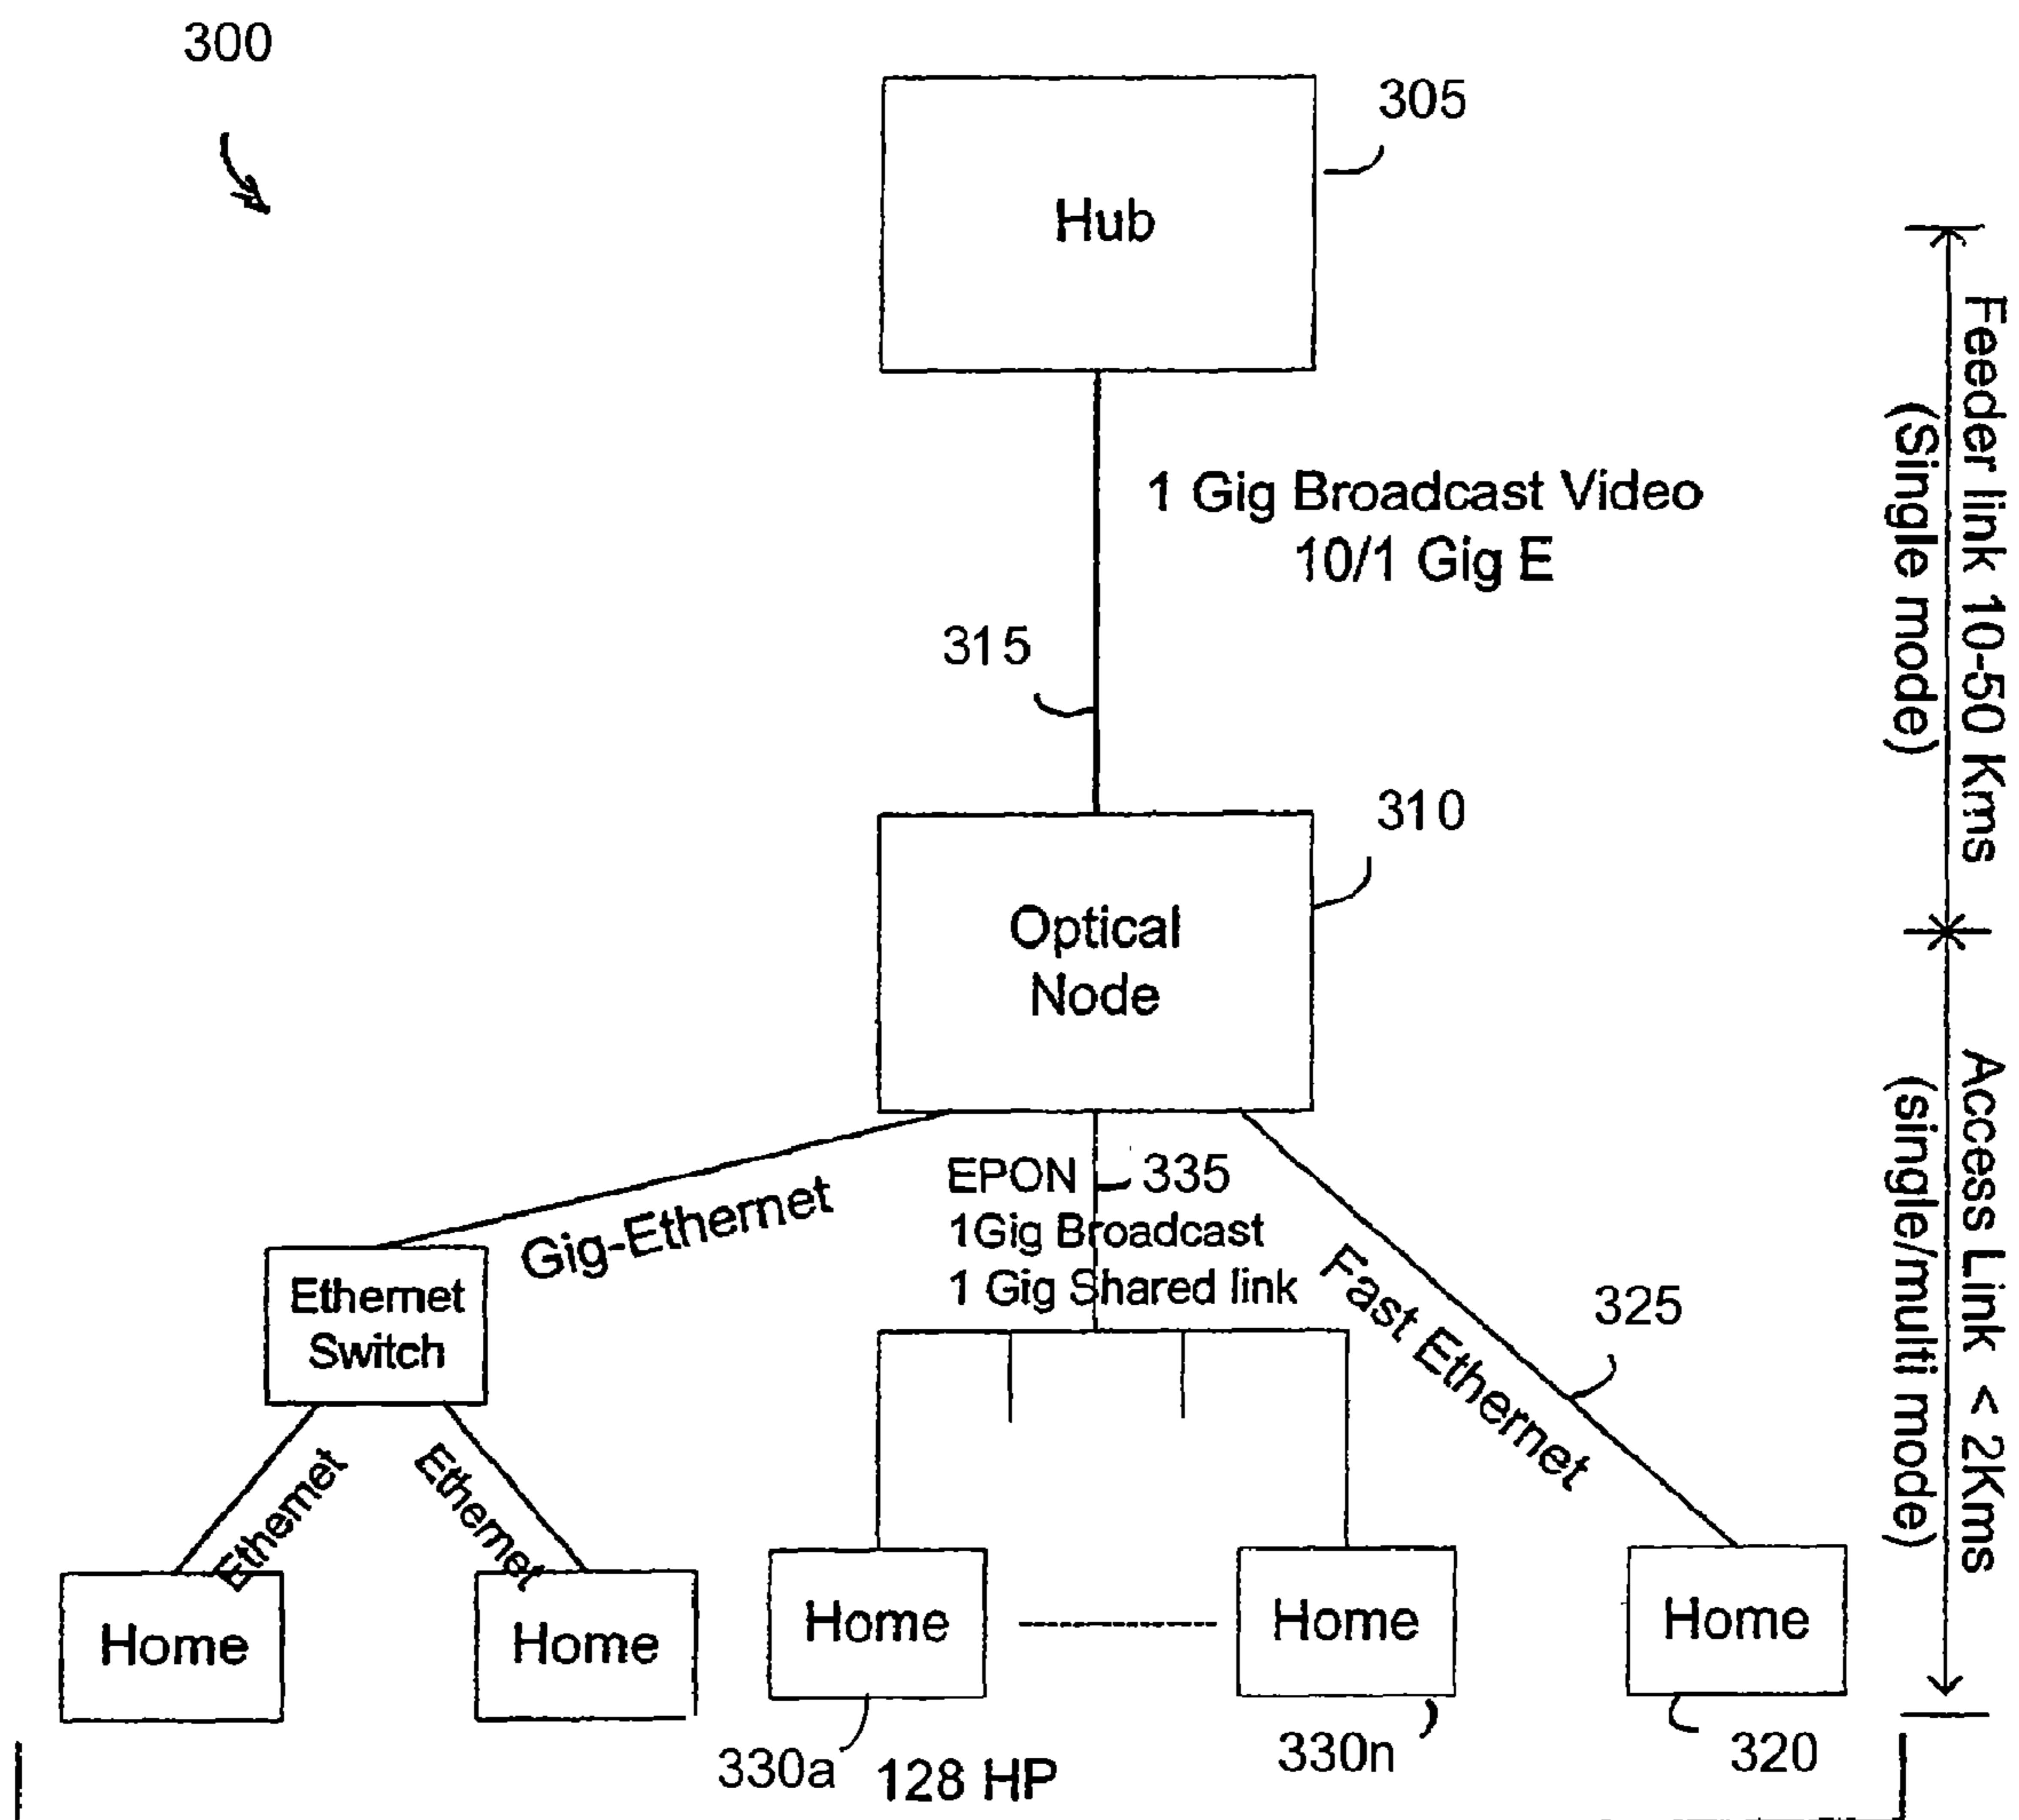 300
305
Hub
1 Gig Broadcast Video
10/1 Gig E
315
310
Optical
Node
Feeder link 10-50 Kms
(Single mode)
Access Link < 2Kms
(single/multi mode)
Gig-Ethernet
EPON
335
1Gig Broadcast
1 Gig Shared link
Fast Ethernet
325
Ethernet
Switch
Ethernet
Ethernet
Home
Home
Home
Home
Home
330a
128 HP
330n
320